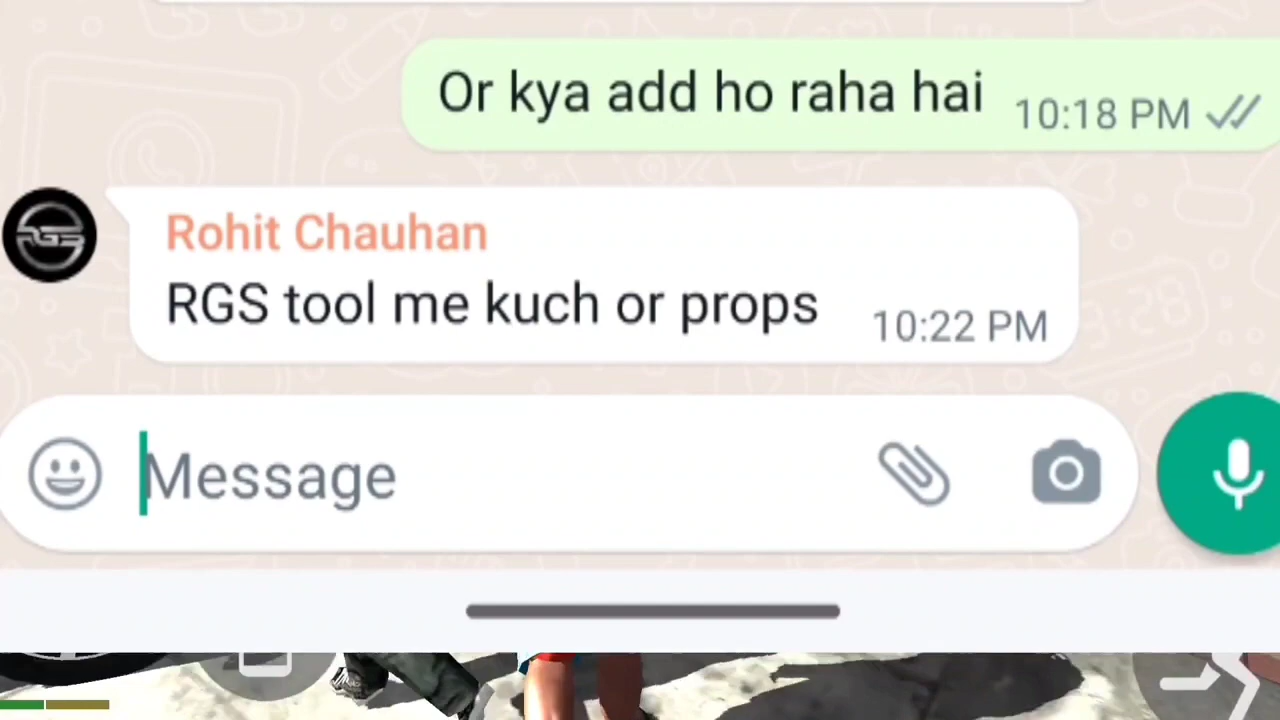 Or kya add ho raha hai 10:18 PM
RGS
Rohit Chauhan
RGS tool me kuch or props 10:22 PM
Message